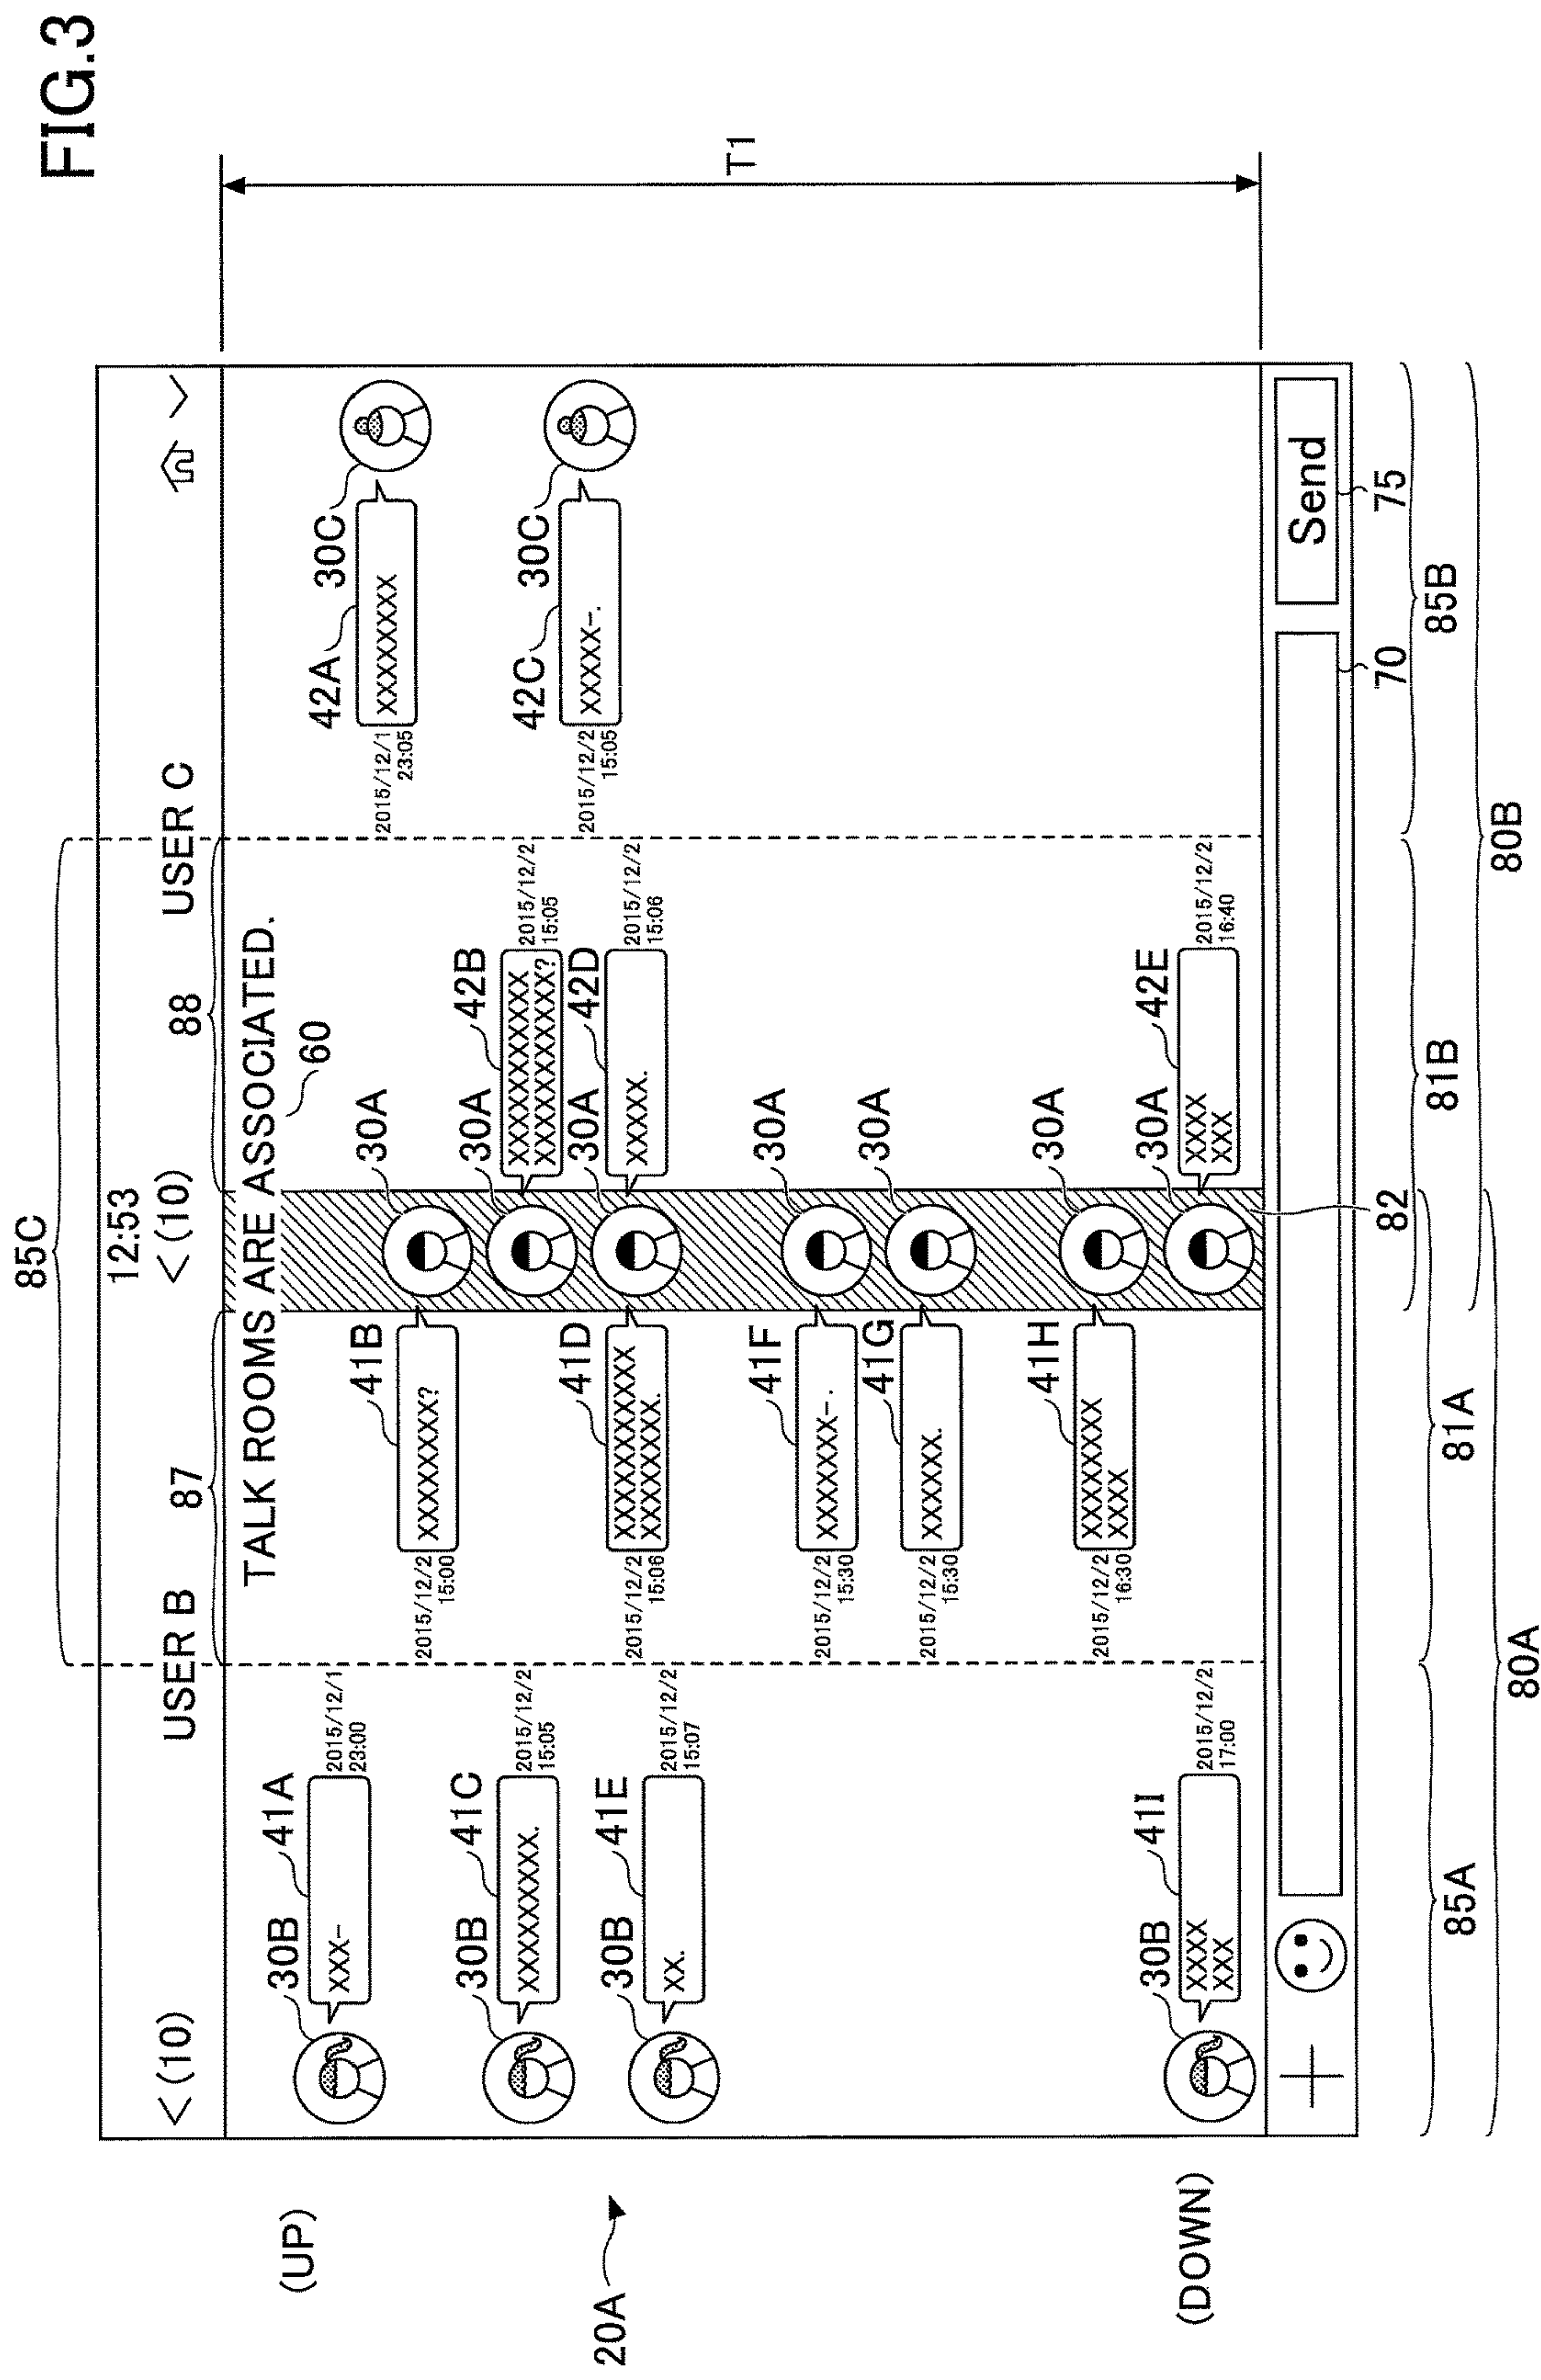 FIG.3
85C
12:53
< (10)
USER B
< (10)
USER C
87
88
TALK ROOMS ARE ASSOCIATED.
60
(UP)
T1
30B
41A
XXX-
2015/12/1
23:00
42A
30C
XXXXXXXX
2015/12/1
23:05
41B
30A
XXXXXXXXX?
2015/12/2
15:00
30B
41C
XXXXXXXXX.
2015/12/2
15:05
30A
42B
XXXXXXXXXXXX
XXXXXXXXXXXX?
2015/12/2
15:05
42C
30C
XXXXX-.
2015/12/2
15:05
20A
41D
30A
XXXXXXXXXXXX
XXXXXXXXX.
2015/12/2
15:06
42D
XXXXX.
2015/12/2
15:06
30B
41E
XX.
2015/12/2
15:07
41F
30A
XXXXXXX-.
2015/12/2
15:30
41G
30A
XXXXXX.
2015/12/2
15:30
41H
30A
XXXXXXXX
XXXX
2015/12/2
16:30
30A
42E
XXXX
XXX
2015/12/2
16:40
(DOWN)
30B
41I
XXXX
XXX
2015/12/2
17:00
Send
82
70
75
85A
81A
81B
85B
80A
80B